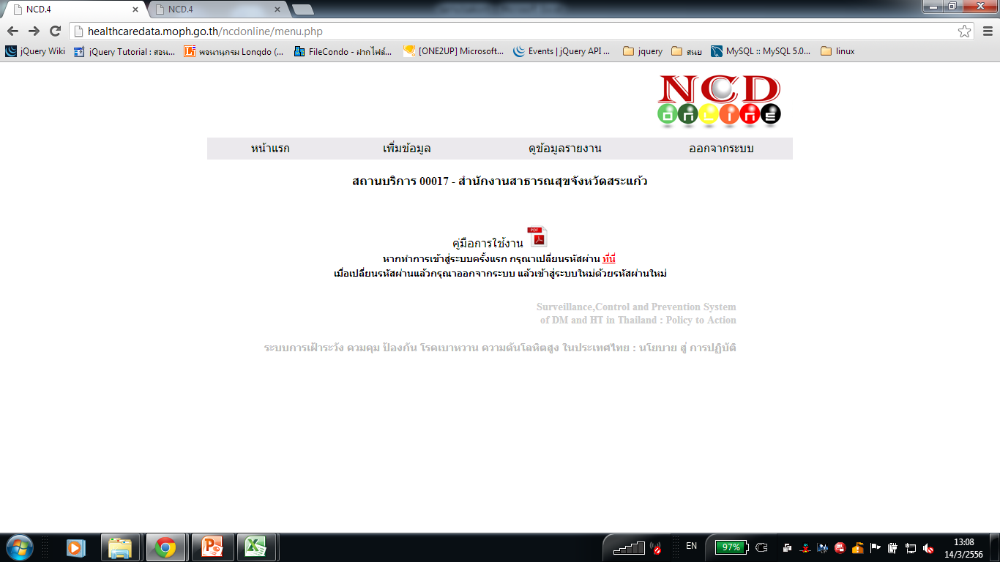 NCD.4
NCD.4
healthcaredata.moph.go.th/ncdonline/menu.php
jQuery Wiki
jQuery Tutorial : สอน...
พจนานุกรม Longdo (...
FileCondo - ฝากไฟล์...
[ONE2UP] Microsoft...
Events | jQuery API ...
jquery
สนย
MySQL :: MySQL 5.0...
linux
NCD
ONLINE
หน้าแรก เพิ่มข้อมูล ดูข้อมูลรายงาน ออกจากระบบ
สถานบริการ 00017 - สำนักงานสาธารณสุขจังหวัดสระแก้ว
คู่มือการใช้งาน PDF
หากทำการเข้าสู่ระบบครั้งแรก กรุณาเปลี่ยนรหัสผ่าน ที่นี่
เมื่อเปลี่ยนรหัสผ่านแล้วกรุณาออกจากระบบ แล้วเข้าสู่ระบบใหม่ด้วยรหัสผ่านใหม่
Surveillance,Control and Prevention System
of DM and HT in Thailand : Policy to Action
ระบบการเฝ้าระวัง ควมคุม ป้องกัน โรคเบาหวาน ความดันโลหิตสูง ในประเทศไทย : นโยบาย สู่ การปฏิบัติ
EN
97%
13:08
14/3/2556